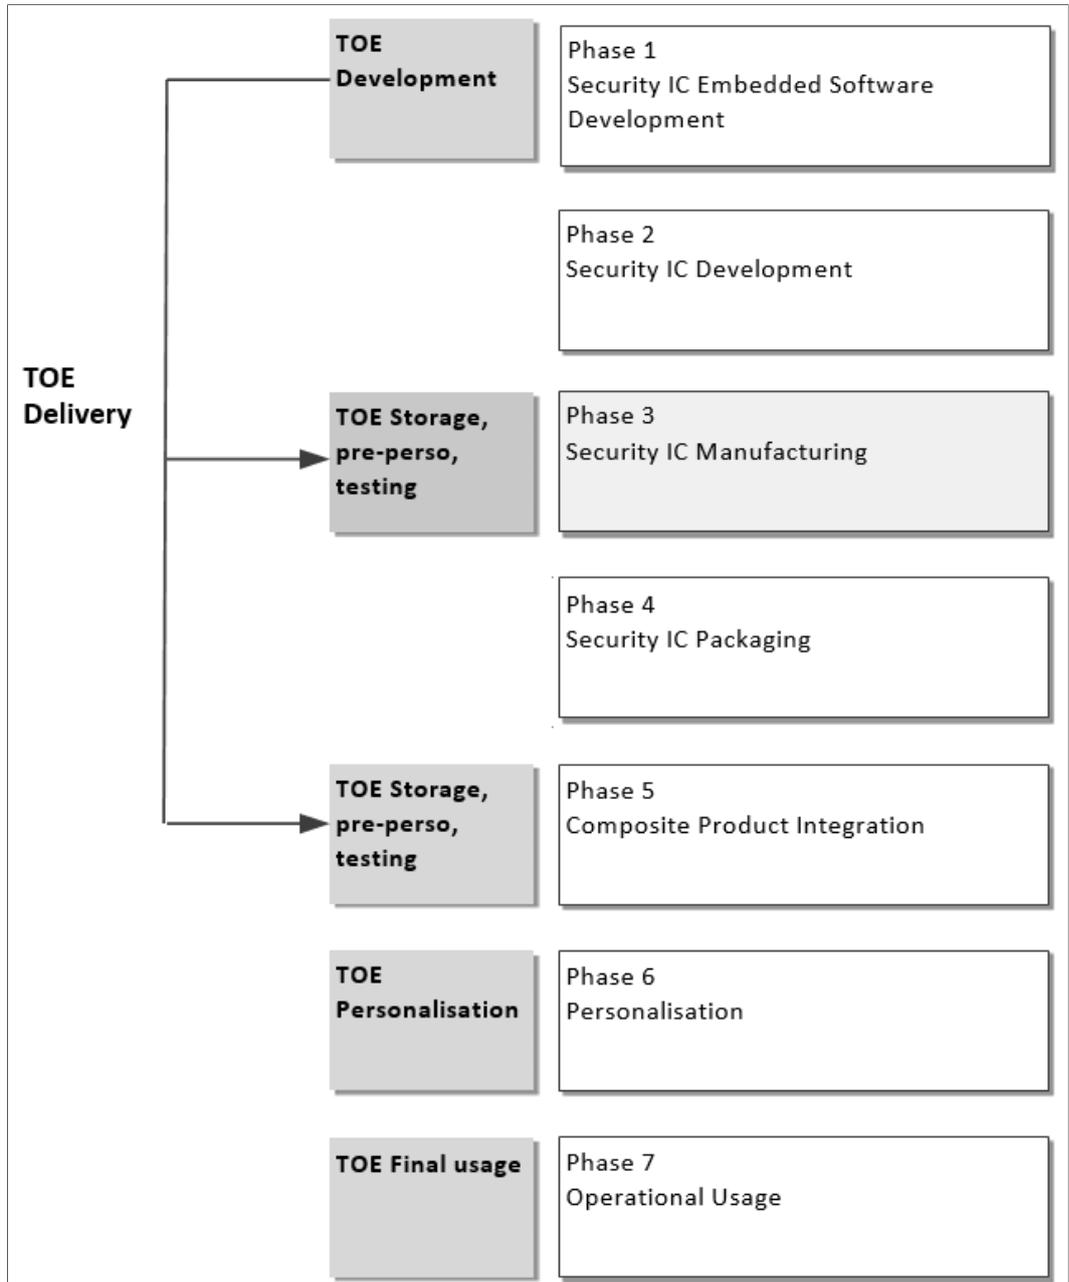 TOE
Development
Phase 1
Security IC Embedded Software
Development
Phase 2
Security IC Development
TOE
Delivery
TOE Storage,
pre-perso,
testing
Phase 3
Security IC Manufacturing
Phase 4
Security IC Packaging
TOE Storage,
pre-perso,
testing
Phase 5
Composite Product Integration
TOE
Personalisation
Phase 6
Personalisation
TOE Final usage
Phase 7
Operational Usage